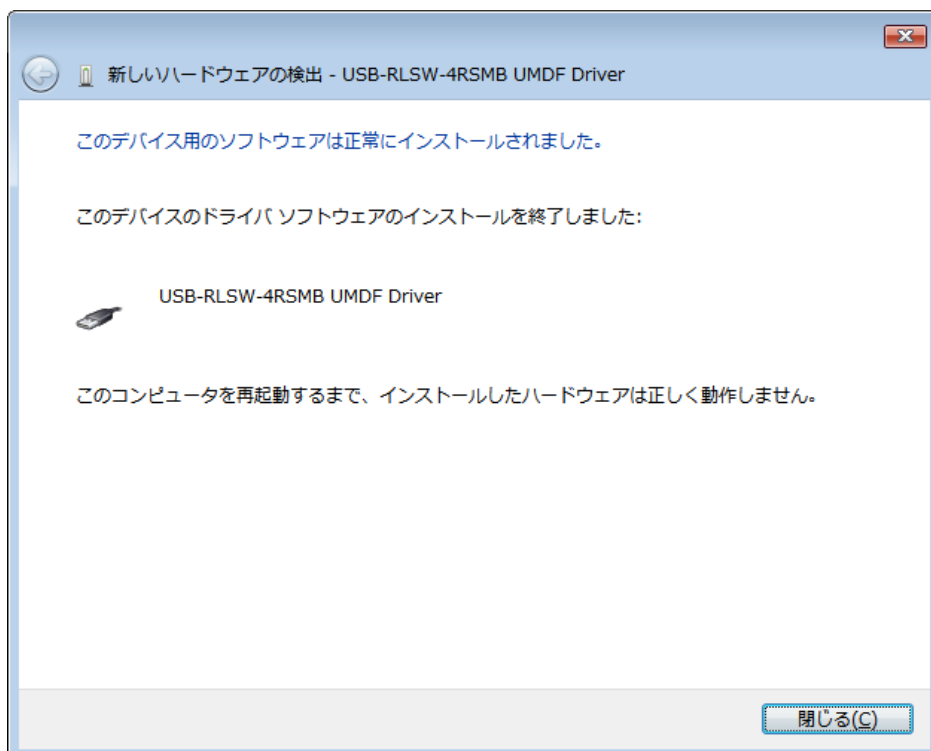 新しいハードウェアの検出 - USB-RLSW-4RSMB UMDF Driver
このデバイス用のソフトウェアは正常にインストールされました。
このデバイスのドライバ ソフトウェアのインストールを終了しました:
USB-RLSW-4RSMB UMDF Driver
このコンピュータを再起動するまで、インストールしたハードウェアは正しく動作しません。
閉じる(C)